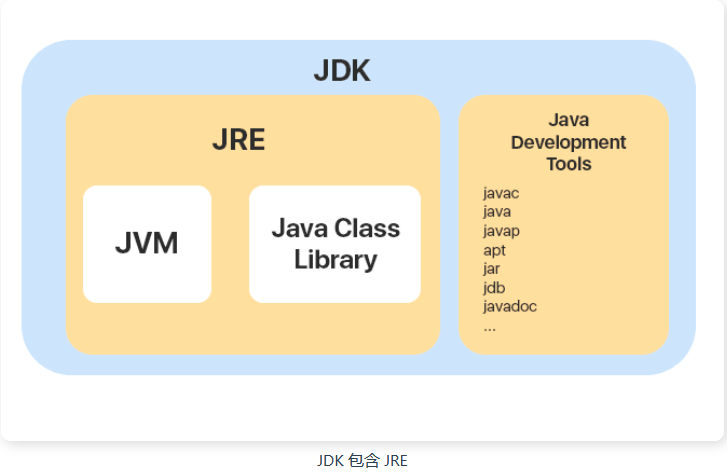 JDK
JRE
JVM
Java Class
Library
Java
Development
Tools
javac
java
javap
apt
jar
jdb
javadoc
...
JDK 包含 JRE